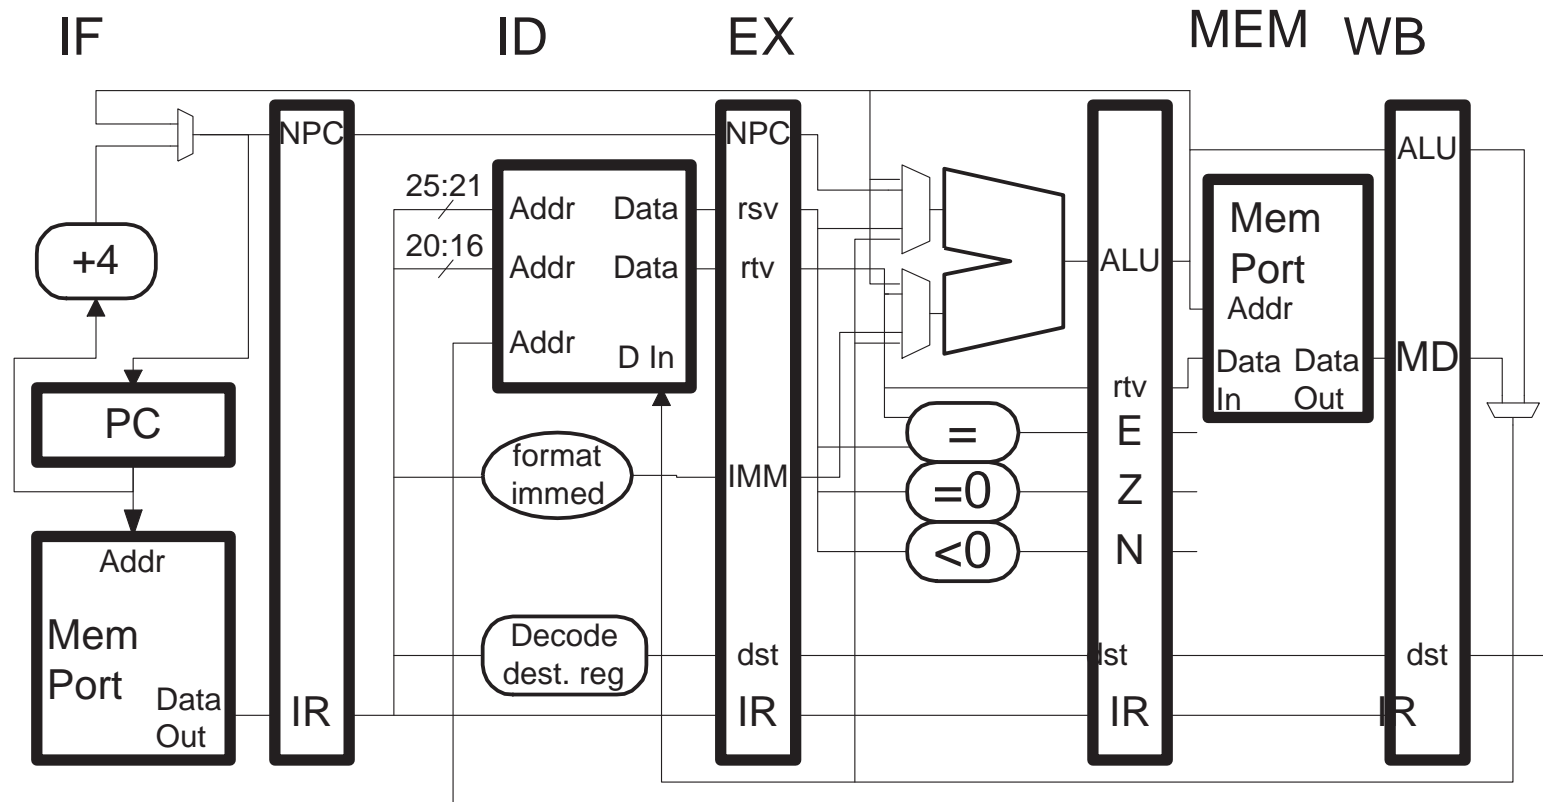 IF
ID
EX
MEM
WB
NPC
+4
PC
Addr
Mem
Port
Data
Out
IR
25:21
20:16
Addr
Data
Addr
Data
Addr
D In
format
immed
Decode
dest. reg
NPC
rsv
rtv
IMM
dst
IR
=
=0
<0
ALU
rtv
E
Z
N
dst
IR
Mem
Port
Addr
Data
In
Data
Out
ALU
MD
dst
IR